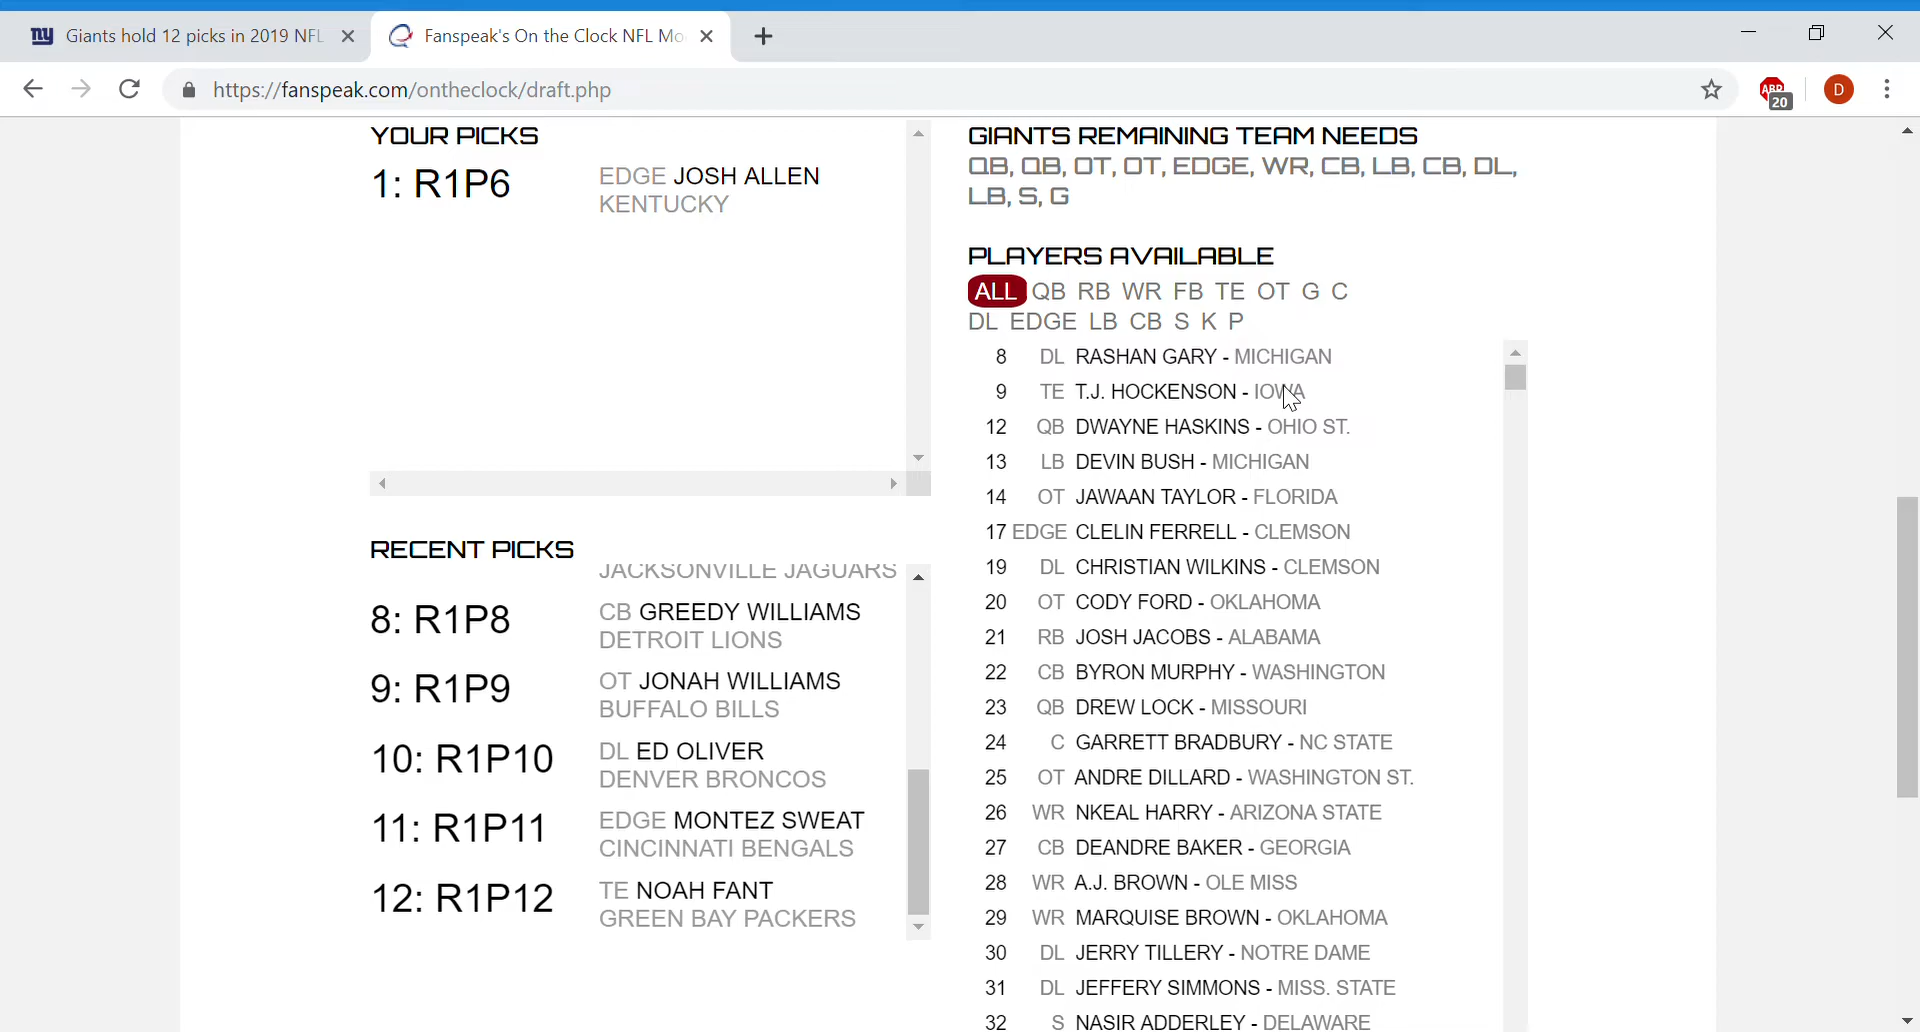 Giants hold 12 picks in 2019 NFL
Fanspeak's On the Clock NFL Mo
https://fanspeak.com/ontheclock/draft.php
ABP
20
D
YOUR PICKS
1: R1P6
EDGE JOSH ALLEN
KENTUCKY
RECENT PICKS
JACKSONVILLE JAGUARS
8: R1P8
CB GREEDY WILLIAMS
DETROIT LIONS
9: R1P9
OT JONAH WILLIAMS
BUFFALO BILLS
10: R1P10
DL ED OLIVER
DENVER BRONCOS
11: R1P11
EDGE MONTEZ SWEAT
CINCINNATI BENGALS
12: R1P12
TE NOAH FANT
GREEN BAY PACKERS
GIANTS REMAINING TEAM NEEDS
QB, QB, OT, OT, EDGE, WR, CB, LB, CB, DL,
LB, S, G
PLAYERS AVAILABLE
ALL QB RB WR FB TE OT G C
DL EDGE LB CB S K P
8 DL RASHAN GARY - MICHIGAN
9 TE T.J. HOCKENSON - IOWA
12 QB DWAYNE HASKINS - OHIO ST.
13 LB DEVIN BUSH - MICHIGAN
14 OT JAWAAN TAYLOR - FLORIDA
17 EDGE CLELIN FERRELL - CLEMSON
19 DL CHRISTIAN WILKINS - CLEMSON
20 OT CODY FORD - OKLAHOMA
21 RB JOSH JACOBS - ALABAMA
22 CB BYRON MURPHY - WASHINGTON
23 QB DREW LOCK - MISSOURI
24 C GARRETT BRADBURY - NC STATE
25 OT ANDRE DILLARD - WASHINGTON ST.
26 WR NKEAL HARRY - ARIZONA STATE
27 CB DEANDRE BAKER - GEORGIA
28 WR A.J. BROWN - OLE MISS
29 WR MARQUISE BROWN - OKLAHOMA
30 DL JERRY TILLERY - NOTRE DAME
31 DL JEFFERY SIMMONS - MISS. STATE
32 S NASIR ADDERLEY - DELAWARE